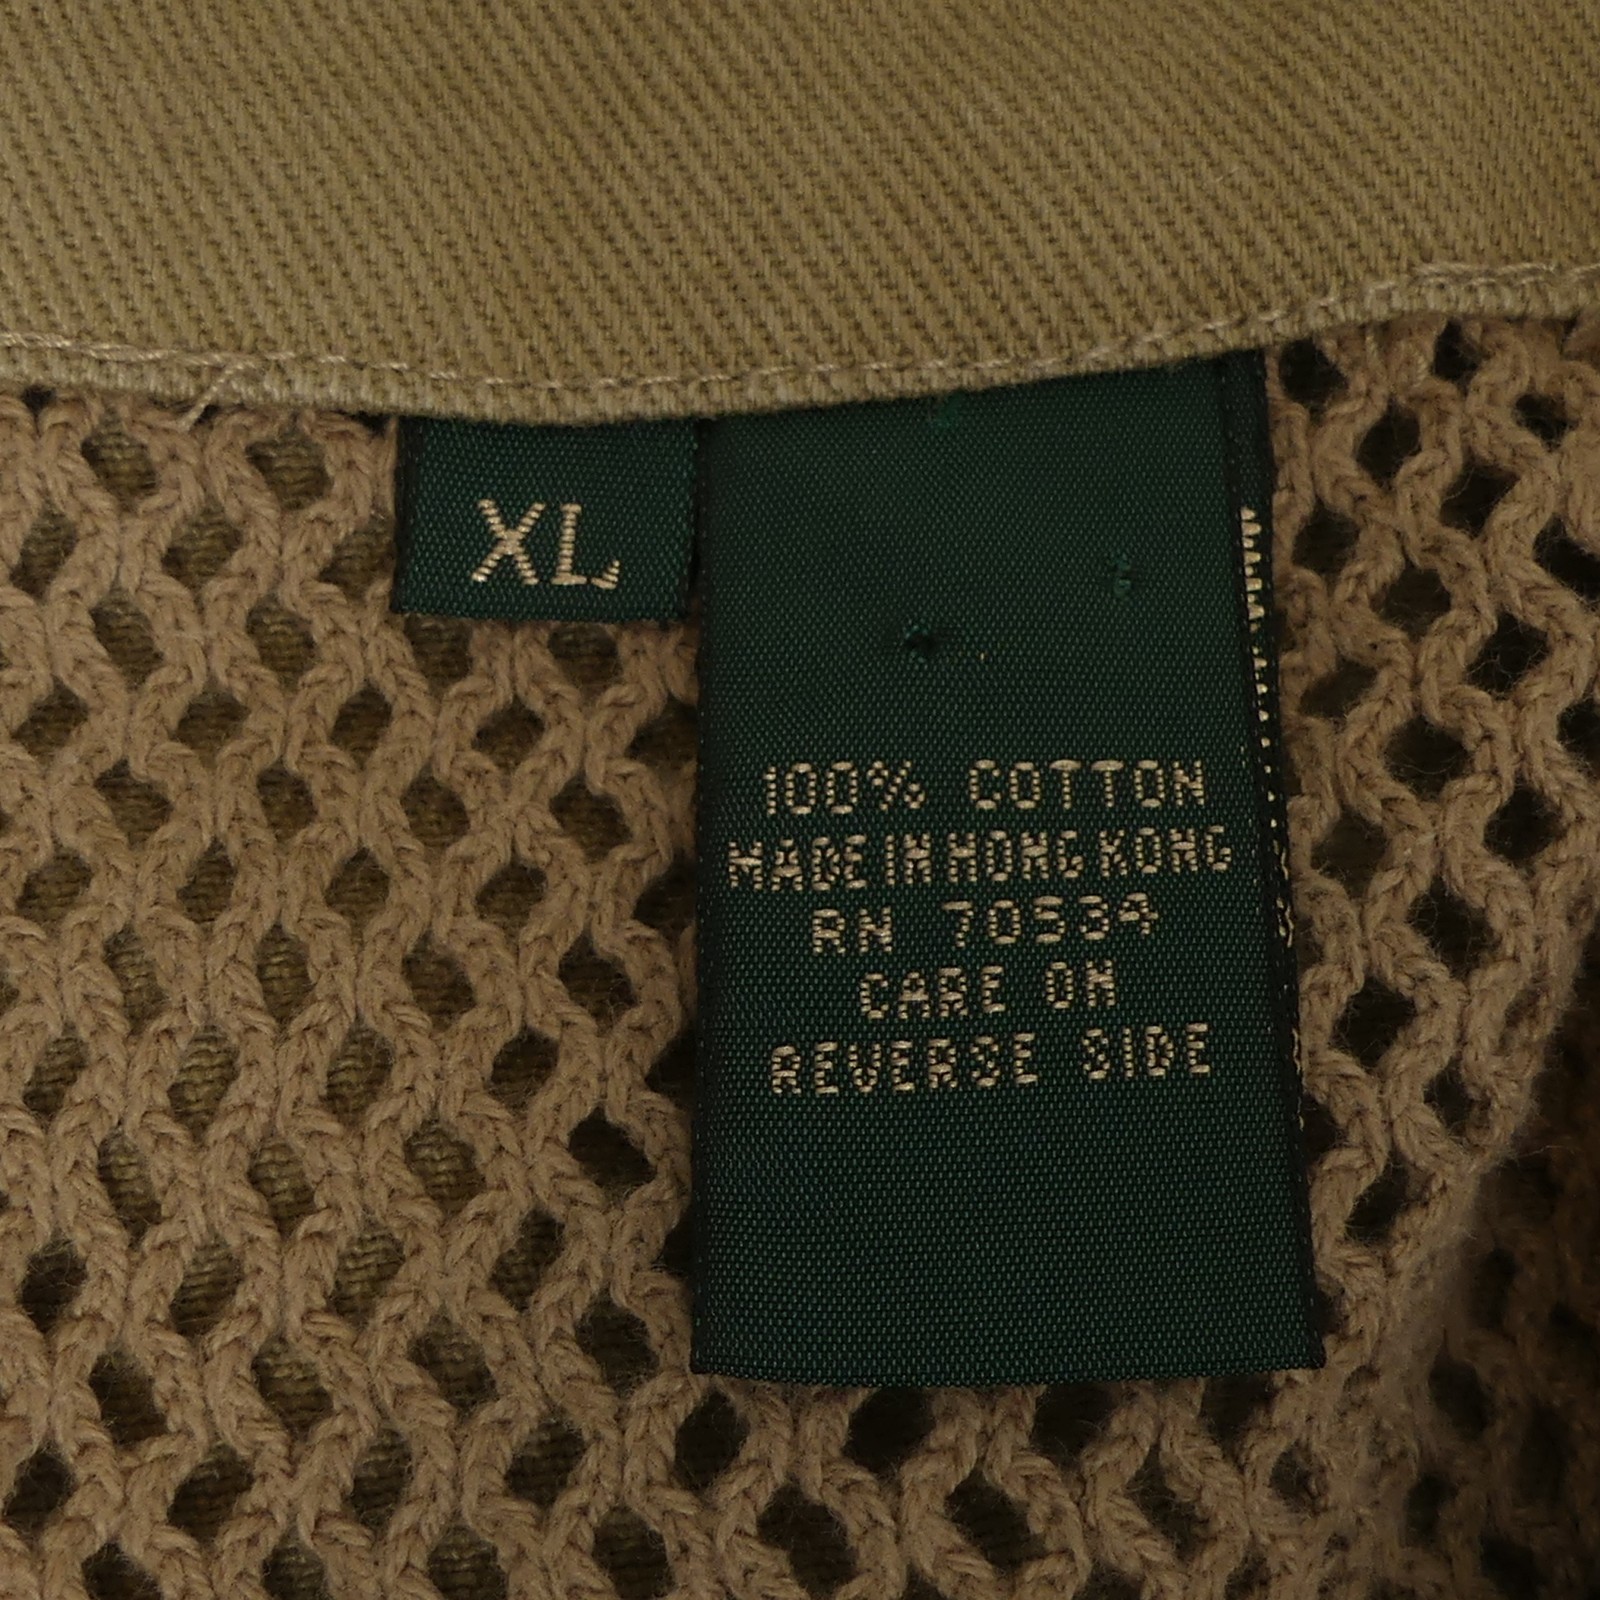 XL
100% COTTON
MADE IN HONG KONG
RN 70534
CARE ON
REVERSE SIDE